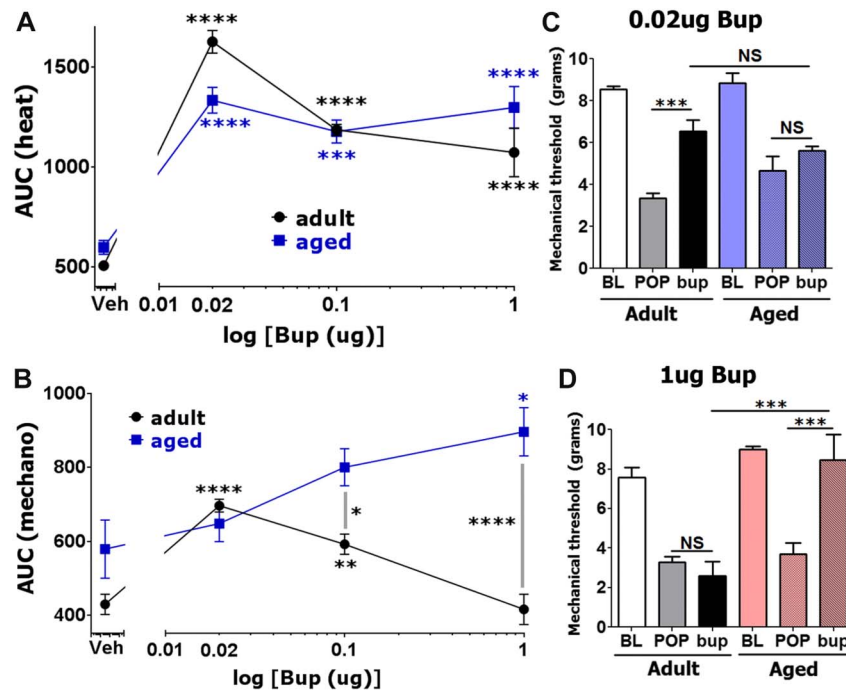 A
AUC (heat)
1500
1000
500
****
****
****
***
****
****
adult
aged
Veh
0.01
0.02
0.1
1
log [Bup (ug)]
B
AUC (mechano)
1000
800
600
400
adult
aged
****
*
**
*
****
Veh
0.01
0.02
0.1
1
log [Bup (ug)]
C
0.02ug Bup
Mechanical threshold (grams)
10
8
6
4
2
0
NS
***
NS
BL POP bup BL POP bup
Adult Aged
D
1ug Bup
Mechanical threshold (grams)
10
8
6
4
2
0
***
***
NS
BL POP bup BL POP bup
Adult Aged